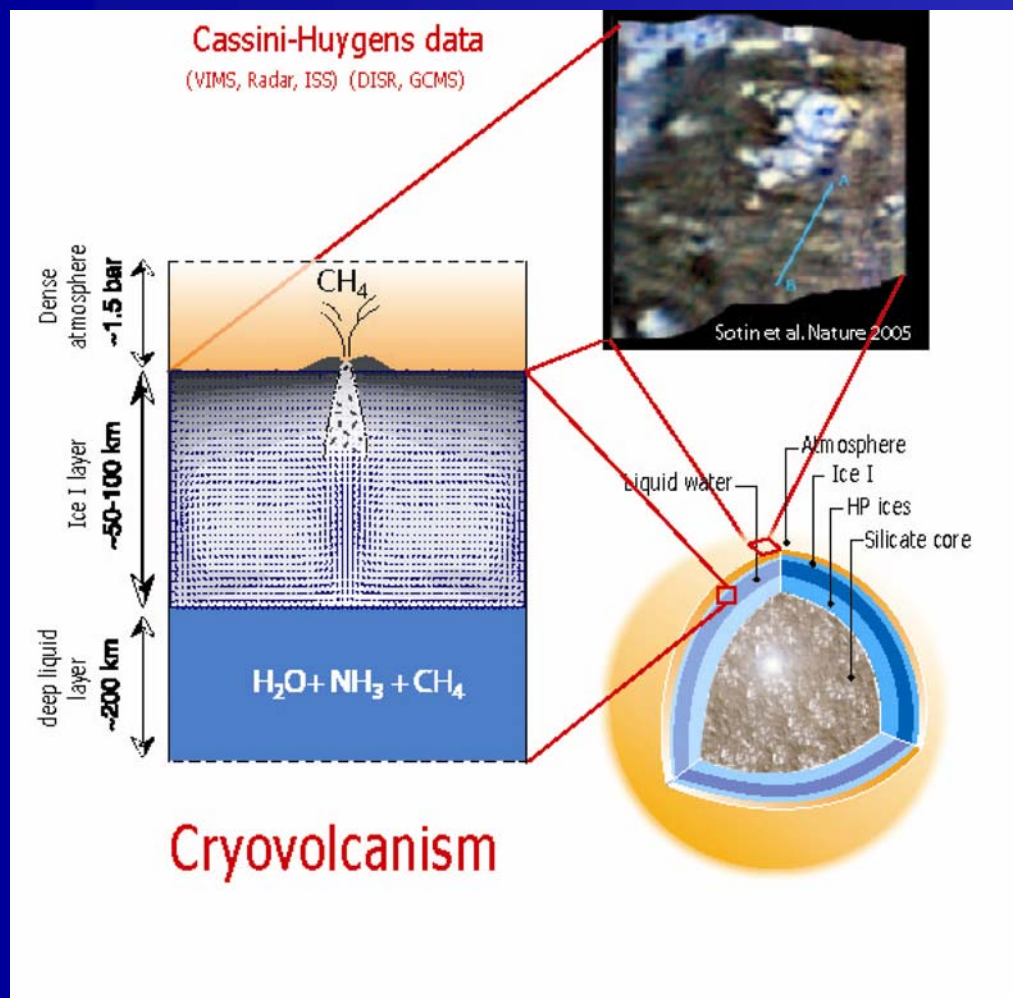 Cassini-Huygens data
(VIMS, Radar, ISS) (DISR, GCMS)
A
B
Sotin et al. Nature 2005
Dense
atmosphere
~1.5 bar
CH₄
Ice I layer
~50-100 km
deep liquid
layer
~200 km
H₂O+ NH₃ + CH₄
Atmosphere
Liquid water
Ice I
HP ices
Silicate core
Cryovolcanism